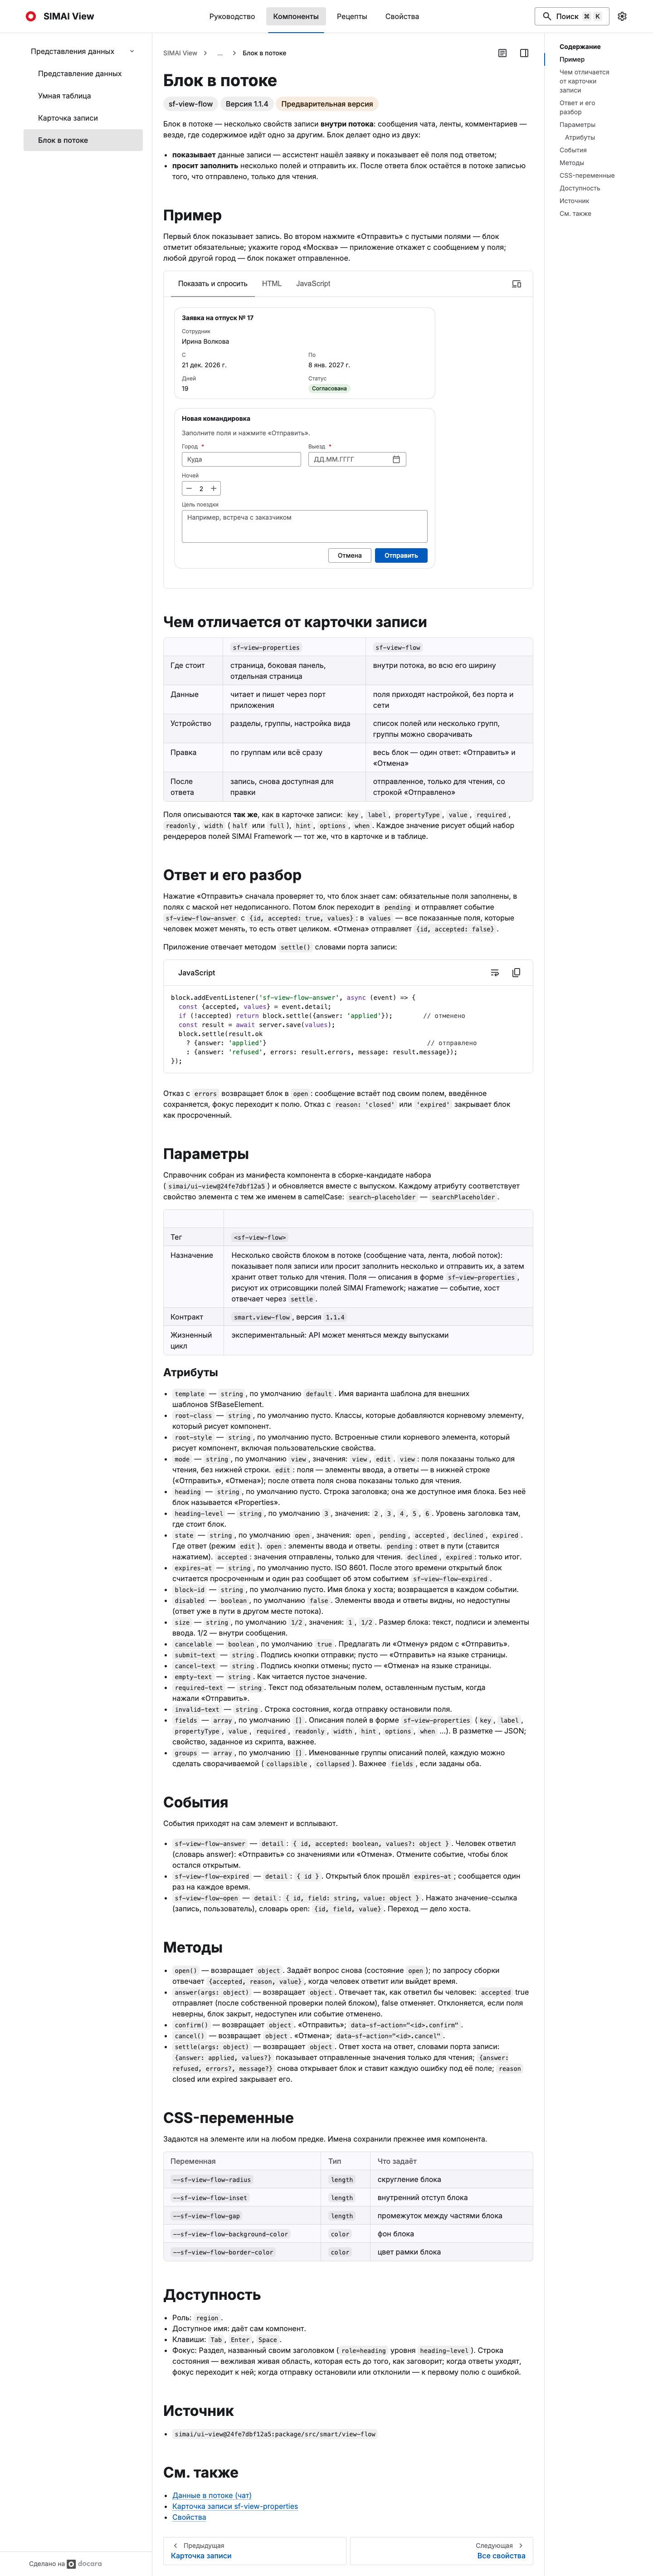 SIMAI View
Руководство
Компоненты
Рецепты
Свойства
Поиск ⌘ K
Представления данных
Представление данных
Умная таблица
Карточка записи
Блок в потоке
SIMAI View > ... > Блок в потоке
Блок в потоке
sf-view-flow
Версия 1.1.4
Предварительная версия
Блок в потоке — несколько свойств записи внутри потока: сообщения чата, ленты, комментариев —
везде, где содержимое идёт одно за другим. Блок делает одно из двух:
• показывает данные записи — ассистент нашёл заявку и показывает её поля под ответом;
• просит заполнить несколько полей и отправить их. После ответа блок остаётся в потоке записью
того, что отправлено, только для чтения.
Пример
Первый блок показывает запись. Во втором нажмите «Отправить» с пустыми полями — блок
отметит обязательные; укажите город «Москва» — приложение откажет с сообщением у поля;
любой другой город — блок покажет отправленное.
Показать и спросить
HTML
JavaScript
Заявка на отпуск № 17
Сотрудник
Ирина Волкова
С
По
21 дек. 2026 г.
8 янв. 2027 г.
Дней
Статус
19
Согласована
Новая командировка
Заполните поля и нажмите «Отправить».
Город *
Выезд *
Куда
ДД.ММ.ГГГГ
Ночей
— 2 +
Цель поездки
Например, встреча с заказчиком
Отмена
Отправить
Чем отличается от карточки записи
sf-view-properties
sf-view-flow
Где стоит
страница, боковая панель,
отдельная страница
внутри потока, во всю его ширину
Данные
читает и пишет через порт
приложения
поля приходят настройкой, без порта и
сети
Устройство
разделы, группы, настройка вида
список полей или несколько групп,
группы можно сворачивать
Правка
по группам или всё сразу
весь блок — один ответ: «Отправить» и
«Отмена»
После
ответа
запись, снова доступная для
правки
отправленное, только для чтения, со
строкой «Отправлено»
Поля описываются так же, как в карточке записи: key, label, propertyType, value, required,
readonly, width (half или full), hint, options, when. Каждое значение рисует общий набор
рендереров полей SIMAI Framework — тот же, что в карточке и в таблице.
Ответ и его разбор
Нажатие «Отправить» сначала проверяет то, что блок знает сам: обязательные поля заполнены, в
полях с маской нет недописанного. Потом блок переходит в pending и отправляет событие
sf-view-flow-answer с {id, accepted: true, values}: в values — все показанные поля, которые
человек может менять, то есть ответ целиком. «Отмена» отправляет {id, accepted: false}.
Приложение отвечает методом settle() словами порта записи:
JavaScript
block.addEventListener('sf-view-flow-answer', async (event) => {
const {accepted, values} = event.detail;
if (!accepted) return block.settle({answer: 'applied'}); // отменено
const result = await server.save(values);
block.settle(result.ok
? {answer: 'applied'} // отправлено
: {answer: 'refused', errors: result.errors, message: result.message});
});
Отказ с errors возвращает блок в open: сообщение встаёт под своим полем, введённое
сохраняется, фокус переходит к полю. Отказ с reason: 'closed' или 'expired' закрывает блок
как просроченный.
Параметры
Справочник собран из манифеста компонента в сборке-кандидате набора
(simai/ui-view@24fe7dbf12a5) и обновляется вместе с выпуском. Каждому атрибуту соответствует
свойство элемента с тем же именем в camelCase: search-placeholder — searchPlaceholder.
Тег
<sf-view-flow>
Назначение
Несколько свойств блоком в потоке (сообщение чата, лента, любой поток):
показывает поля записи или просит заполнить несколько и отправить их, а затем
хранит ответ только для чтения. Поля — описания в форме sf-view-properties,
рисуют их отрисовщики полей SIMAI Framework; нажатие — событие, хост
отвечает через settle.
Контракт
smart.view-flow, версия 1.1.4
Жизненный
цикл
экспериментальный: API может меняться между выпусками
Атрибуты
• template — string, по умолчанию default. Имя варианта шаблона для внешних
шаблонов SfBaseElement.
• root-class — string, по умолчанию пусто. Классы, которые добавляются корневому элементу,
который рисует компонент.
• root-style — string, по умолчанию пусто. Встроенные стили корневого элемента, который
рисует компонент, включая пользовательские свойства.
• mode — string, по умолчанию view, значения: view, edit. view: поля показаны только для
чтения, без нижней строки. edit: поля — элементы ввода, а ответы — в нижней строке
(«Отправить», «Отмена»); после ответа поля снова показаны только для чтения.
• heading — string, по умолчанию пусто. Строка заголовка; она же доступное имя блока. Без неё
блок называется «Properties».
• heading-level — string, по умолчанию 3, значения: 2, 3, 4, 5, 6. Уровень заголовка там,
где стоит блок.
• state — string, по умолчанию open, значения: open, pending, accepted, declined, expired.
Где ответ (режим edit). open: элементы ввода и ответы. pending: ответ в пути (ставится
нажатием). accepted: значения отправлены, только для чтения. declined, expired: только итог.
• expires-at — string, по умолчанию пусто. ISO 8601. После этого времени открытый блок
считается просроченным и один раз сообщает об этом событием sf-view-flow-expired.
• block-id — string, по умолчанию пусто. Имя блока у хоста; возвращается в каждом событии.
• disabled — boolean, по умолчанию false. Элементы ввода и ответы видны, но недоступны
(ответ уже в пути в другом месте потока).
• size — string, по умолчанию 1/2, значения: 1, 1/2. Размер блока: текст, подписи и элементы
ввода. 1/2 — внутри сообщения.
• cancelable — boolean, по умолчанию true. Предлагать ли «Отмену» рядом с «Отправить».
• submit-text — string. Подпись кнопки отправки; пусто — «Отправить» на языке страницы.
• cancel-text — string. Подпись кнопки отмены; пусто — «Отмена» на языке страницы.
• empty-text — string. Как читается пустое значение.
• required-text — string. Текст под обязательным полем, оставленным пустым, когда
нажали «Отправить».
• invalid-text — string. Строка состояния, когда отправку остановили поля.
• fields — array, по умолчанию []. Описания полей в форме sf-view-properties (key, label,
propertyType, value, required, readonly, width, hint, options, when …). В разметке — JSON;
свойство, заданное из скрипта, важнее.
• groups — array, по умолчанию []. Именованные группы описаний полей, каждую можно
сделать сворачиваемой (collapsible, collapsed). Важнее fields, если заданы оба.
События
События приходят на сам элемент и всплывают.
• sf-view-flow-answer — detail: { id, accepted: boolean, values?: object }. Человек ответил
(словарь answer): «Отправить» со значениями или «Отмена». Отмените событие, чтобы блок
остался открытым.
• sf-view-flow-expired — detail: { id }. Открытый блок прошёл expires-at; сообщается один
раз на каждое время.
• sf-view-flow-open — detail: { id, field: string, value: object }. Нажато значение-ссылка
(запись, пользователь), словарь open: {id, field, value}. Переход — дело хоста.
Методы
• open() — возвращает object. Задаёт вопрос снова (состояние open); по запросу сборки
отвечает {accepted, reason, value}, когда человек ответит или выйдет время.
• answer(args: object) — возвращает object. Отвечает так, как ответил бы человек: accepted true
отправляет (после собственной проверки полей блоком), false отменяет. Отклоняется, если поля
неверны, блок закрыт, недоступен или событие отменено.
• confirm() — возвращает object. «Отправить»; data-sf-action="<id>.confirm".
• cancel() — возвращает object. «Отмена»; data-sf-action="<id>.cancel".
• settle(args: object) — возвращает object. Ответ хоста на ответ, словами порта записи:
{answer: applied, values?} показывает отправленные значения только для чтения; {answer:
refused, errors?, message?} снова открывает блок и ставит каждую ошибку под её поле; reason
closed или expired закрывает его.
CSS-переменные
Задаются на элементе или на любом предке. Имена сохранили прежнее имя компонента.
Переменная
Тип
Что задаёт
--sf-view-flow-radius
length
скругление блока
--sf-view-flow-inset
length
внутренний отступ блока
--sf-view-flow-gap
length
промежуток между частями блока
--sf-view-flow-background-color
color
фон блока
--sf-view-flow-border-color
color
цвет рамки блока
Доступность
• Роль: region.
• Доступное имя: даёт сам компонент.
• Клавиши: Tab, Enter, Space.
• Фокус: Раздел, названный своим заголовком (role=heading уровня heading-level). Строка
состояния — вежливая живая область, которая есть до того, как заговорит; когда ответы уходят,
фокус переходит к ней; когда отправку остановили или отклонили — к первому полю с ошибкой.
Источник
• simai/ui-view@24fe7dbf12a5:package/src/smart/view-flow
См. также
• Данные в потоке (чат)
• Карточка записи sf-view-properties
• Свойства
Предыдущая
Карточка записи
Следующая
Все свойства
Сделано на docara
Содержание
Пример
Чем отличается
от карточки
записи
Ответ и его
разбор
Параметры
Атрибуты
События
Методы
CSS-переменные
Доступность
Источник
См. также